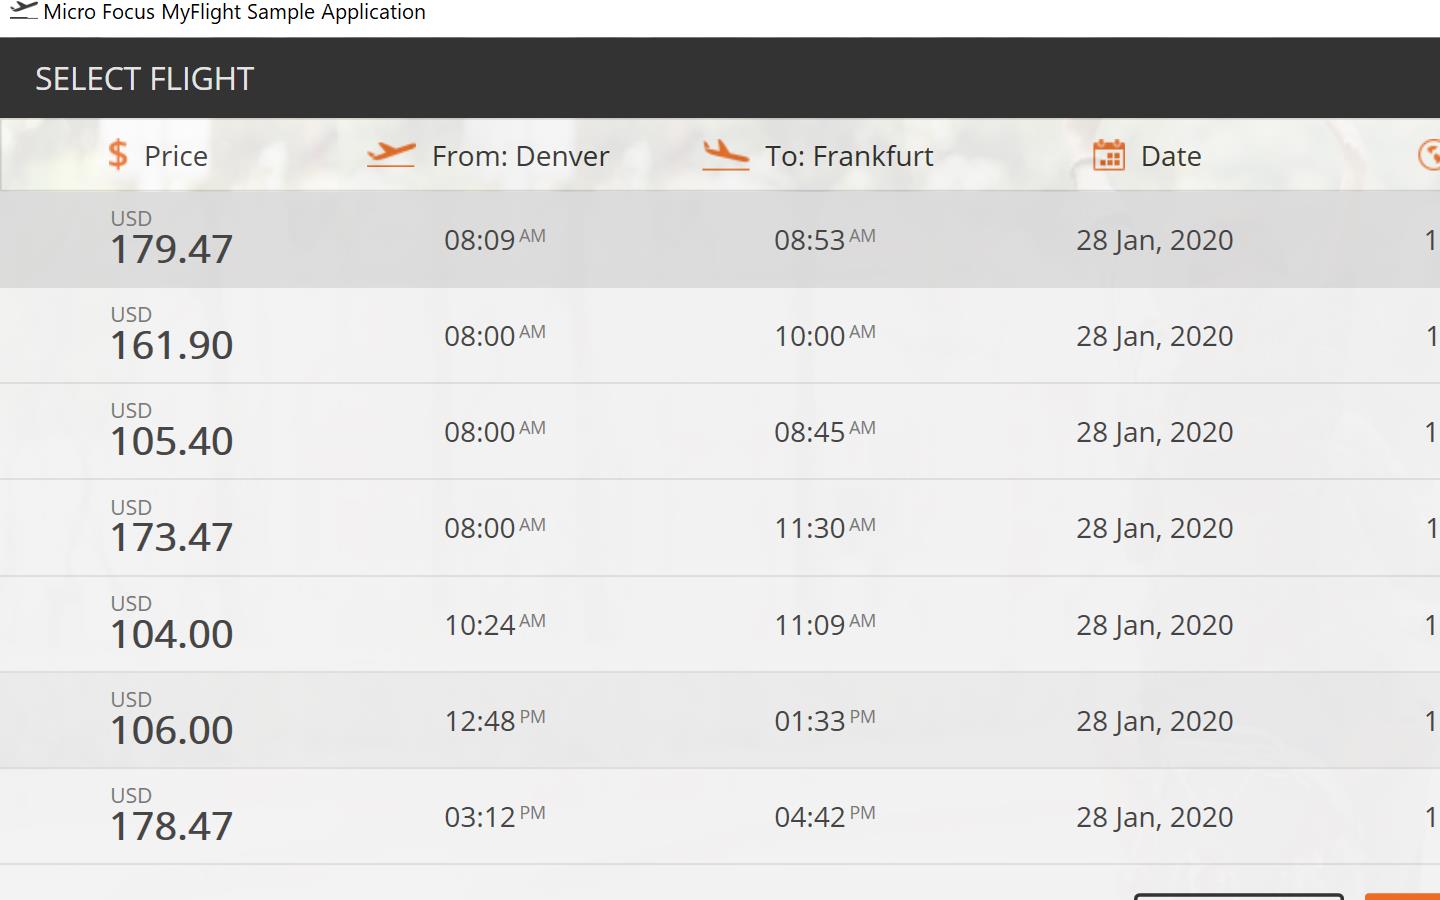 Micro Focus MyFlight Sample Application
SELECT FLIGHT
$ Price From: Denver To: Frankfurt Date
USD
179.47 08:09 AM 08:53 AM 28 Jan, 2020 1
USD
161.90 08:00 AM 10:00 AM 28 Jan, 2020 1
USD
105.40 08:00 AM 08:45 AM 28 Jan, 2020 1
USD
173.47 08:00 AM 11:30 AM 28 Jan, 2020 1
USD
104.00 10:24 AM 11:09 AM 28 Jan, 2020 1
USD
106.00 12:48 PM 01:33 PM 28 Jan, 2020 1
USD
178.47 03:12 PM 04:42 PM 28 Jan, 2020 1